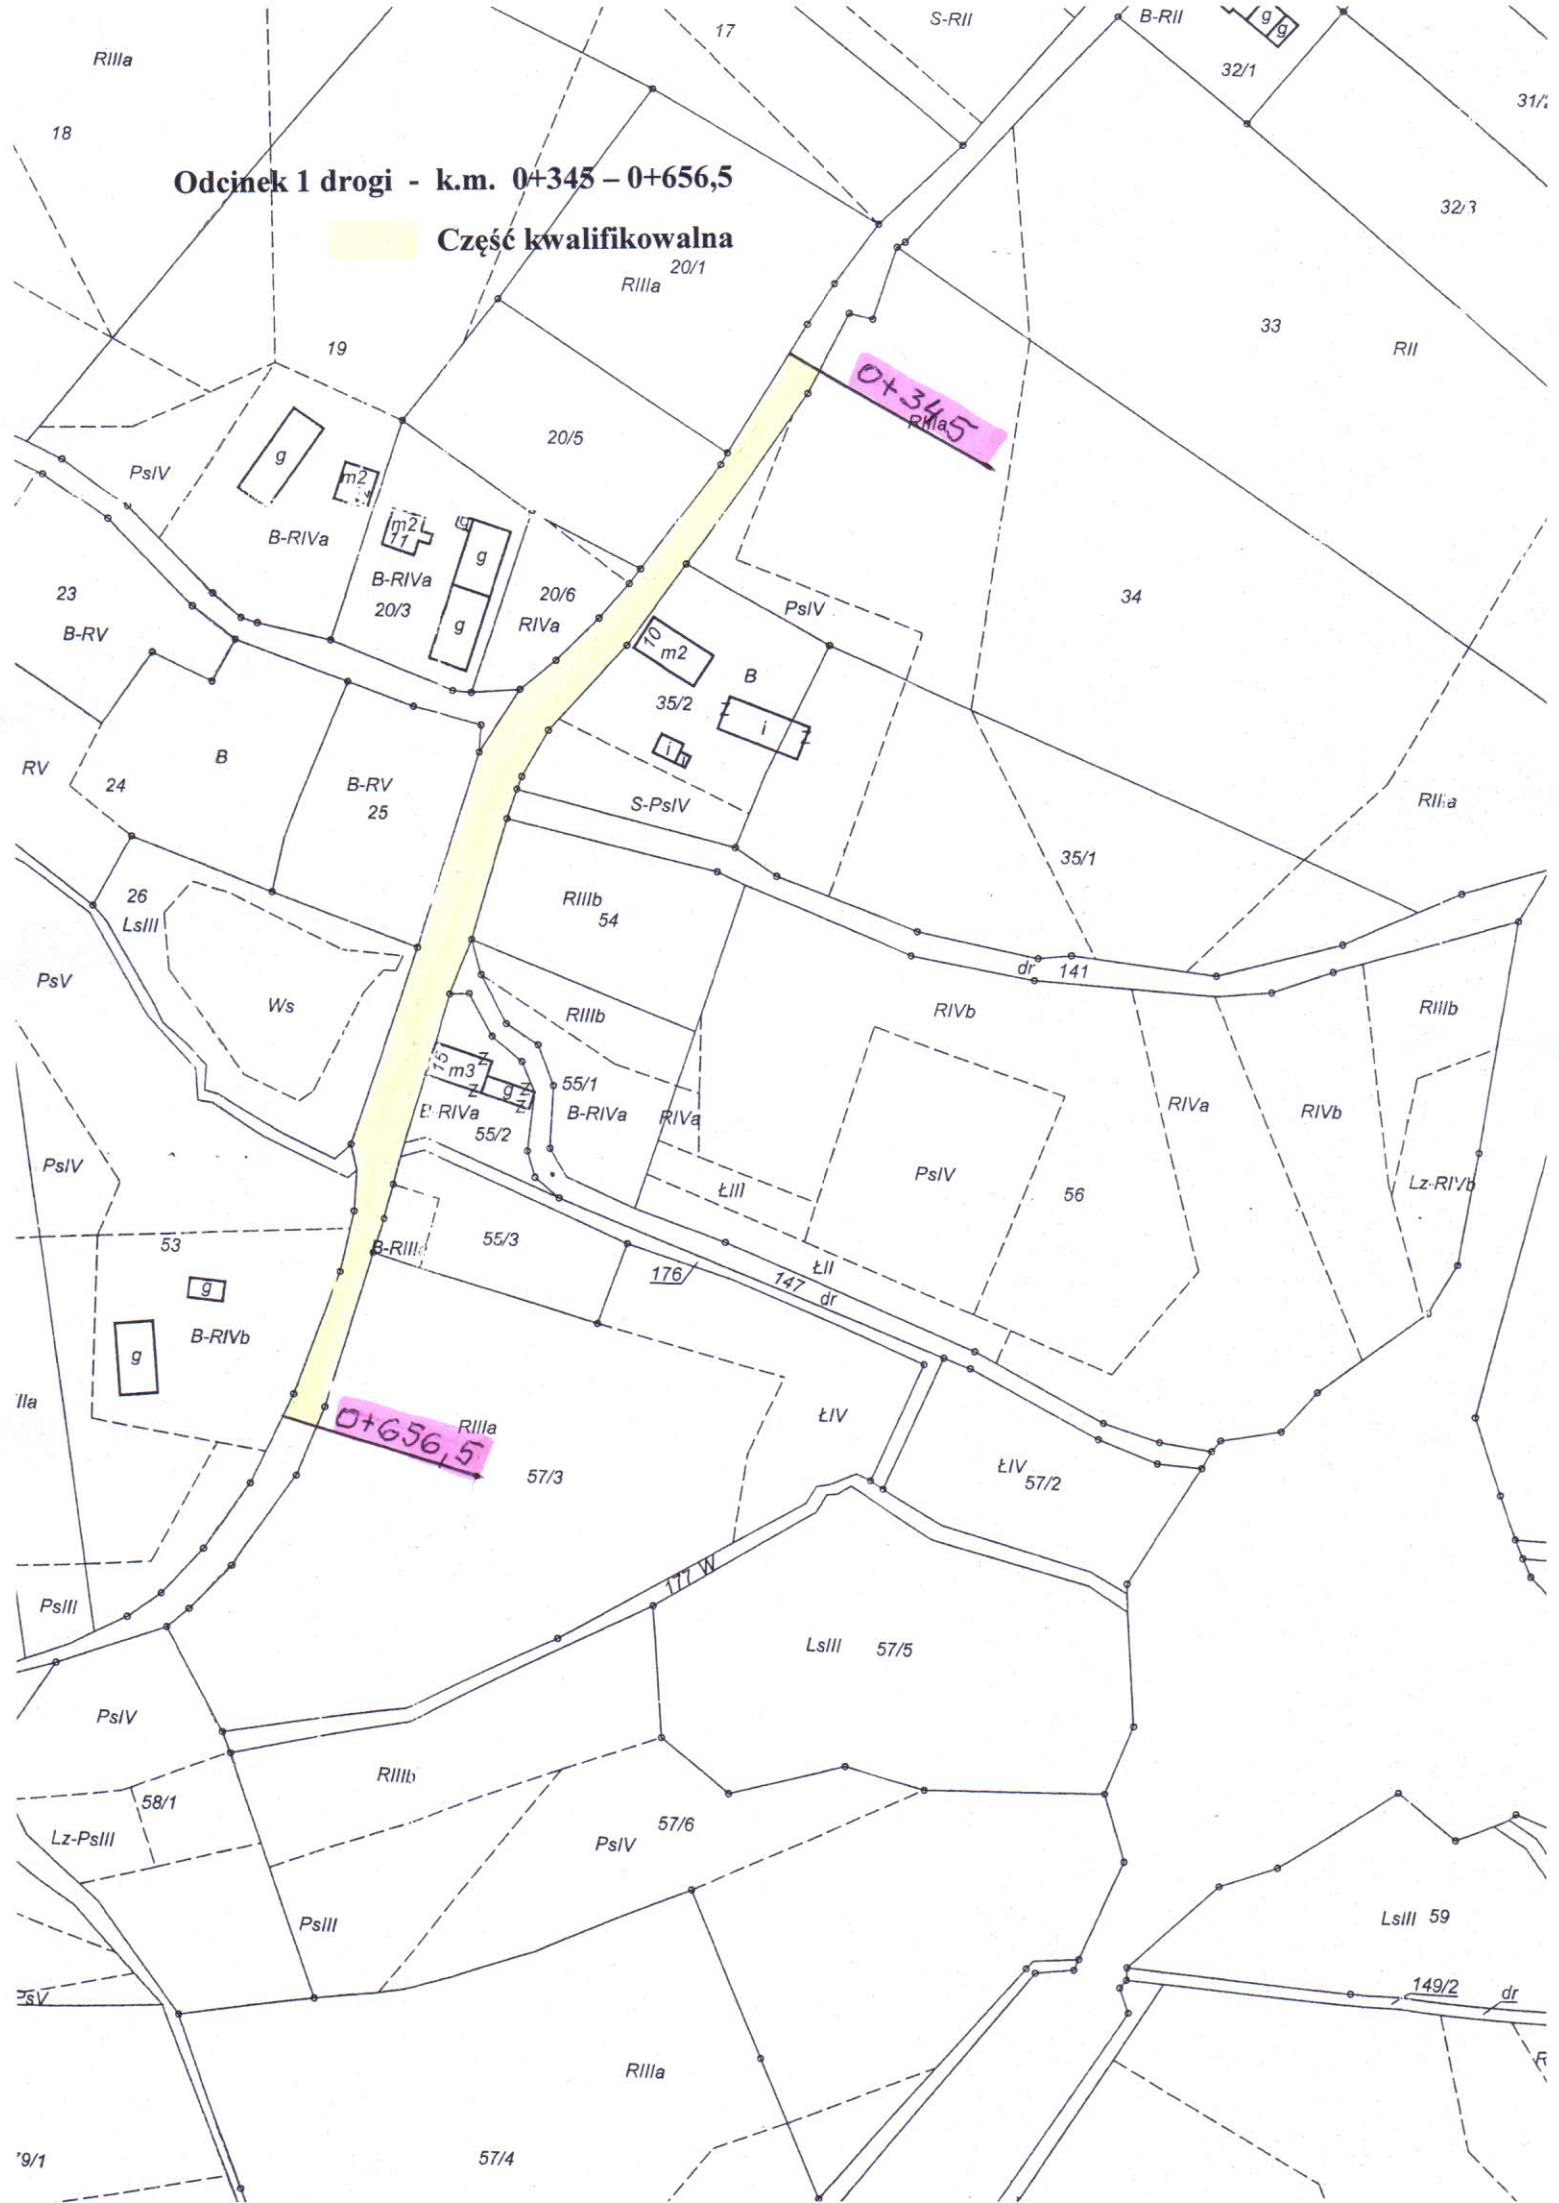 17
S-RII
B-RII
g
g
RIIIa
32/1
18
Odcinek 1 drogi - k.m. 0+345 – 0+656,5
32/3
Część kwalifikowalna
20/1
RIIIa
33
RII
19
0+345
RIIIa
20/5
g
PsIV
m2
m2
11
g
g
B-RIVa
B-RIVa
20/3
g
20/6
RIVa
23
B-RV
PsIV
34
10
m2
B
35/2
i
i
B
RV
24
B-RV
25
S-PsIV
35/1
26
LsIII
RIIIb
54
PsV
dr 141
Ws
RIIIb
RIVb
RIIIb
15
m3
g
55/1
B-RIVa
55/2
B-RIVa
RIVa
RIVa
RIVb
PsIV
ŁIII
PsIV
56
Lz-RIVb
53
55/3
176
ŁII
147
dr
g
B-RIVb
g
0+656,5
RIIIa
57/3
ŁIV
ŁIV
57/2
177 W
PsIII
LsIII 57/5
PsIV
RIIIb
58/1
Lz-PsIII
57/6
PsIV
PsIII
LsIII 59
PsV
149/2
dr
RIIIa
57/4